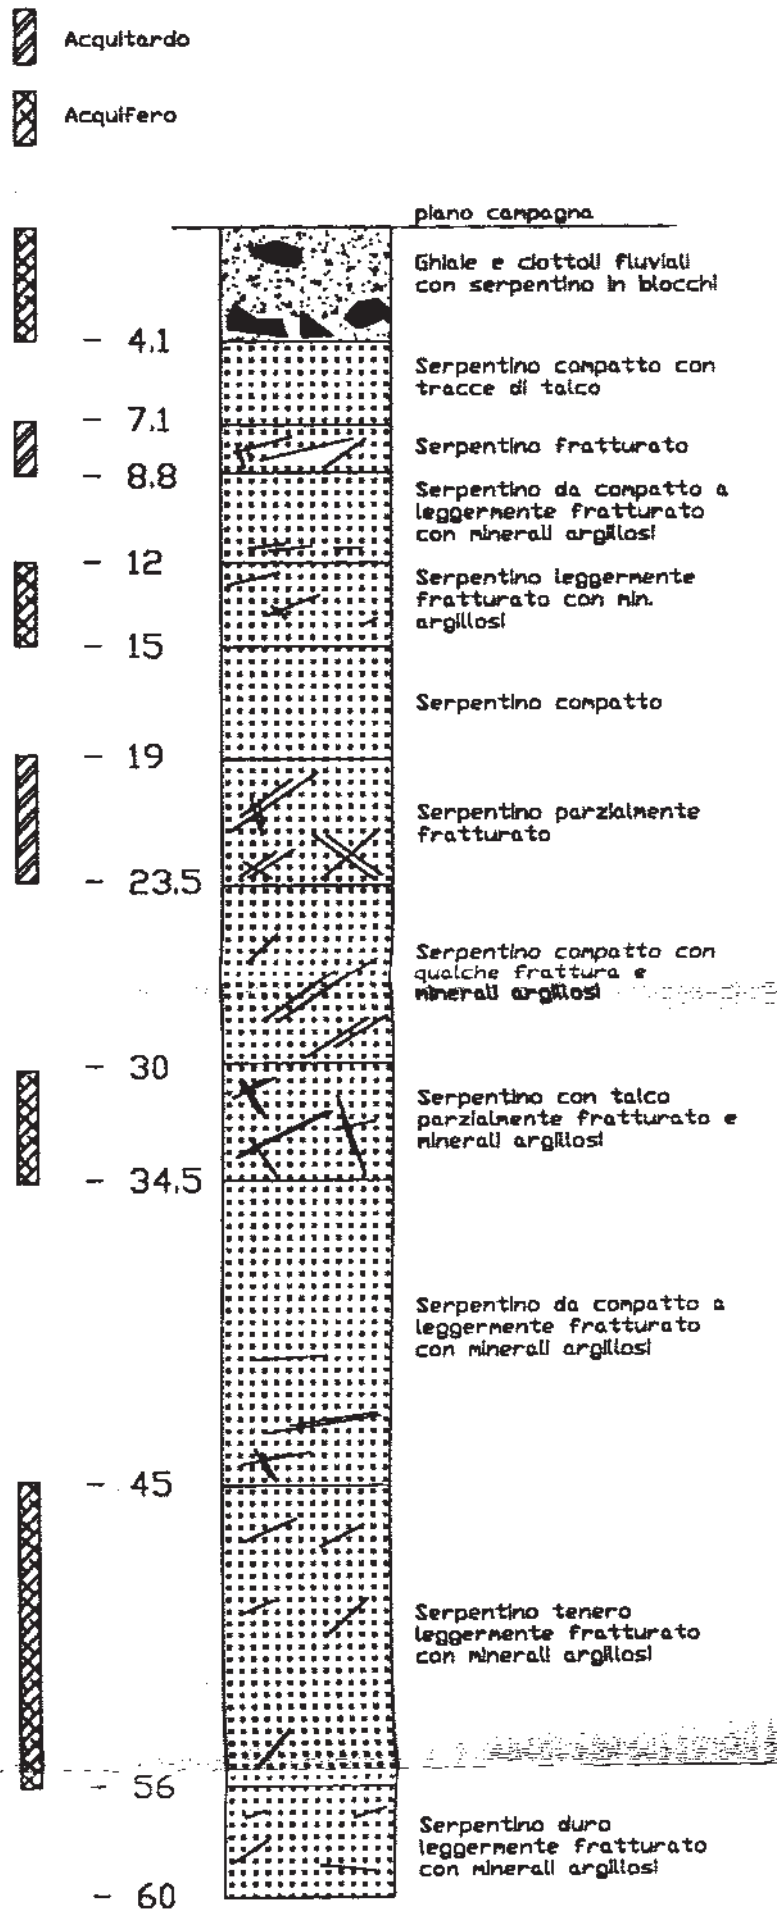 Acquitardo
Acquifero
plano campagna
Ghiaie e ciottoli fluviali
con serpentino in blocchi
- 4.1
Serpentino compatto con
tracce di talco
- 7.1
Serpentino fratturato
- 8.8
Serpentino da compatto a
leggermente fratturato
con minerali argillosi
- 12
Serpentino leggermente
fratturato con min.
argillosi
- 15
Serpentino compatto
- 19
Serpentino parzialmente
fratturato
- 23.5
Serpentino compatto con
qualche frattura e
minerali argillosi
- 30
Serpentino con talco
parzialmente fratturato e
minerali argillosi
- 34.5
Serpentino da compatto a
leggermente fratturato
con minerali argillosi
- 45
Serpentino tenero
leggermente fratturato
con minerali argillosi
- 56
Serpentino duro
leggermente fratturato
con minerali argillosi
- 60